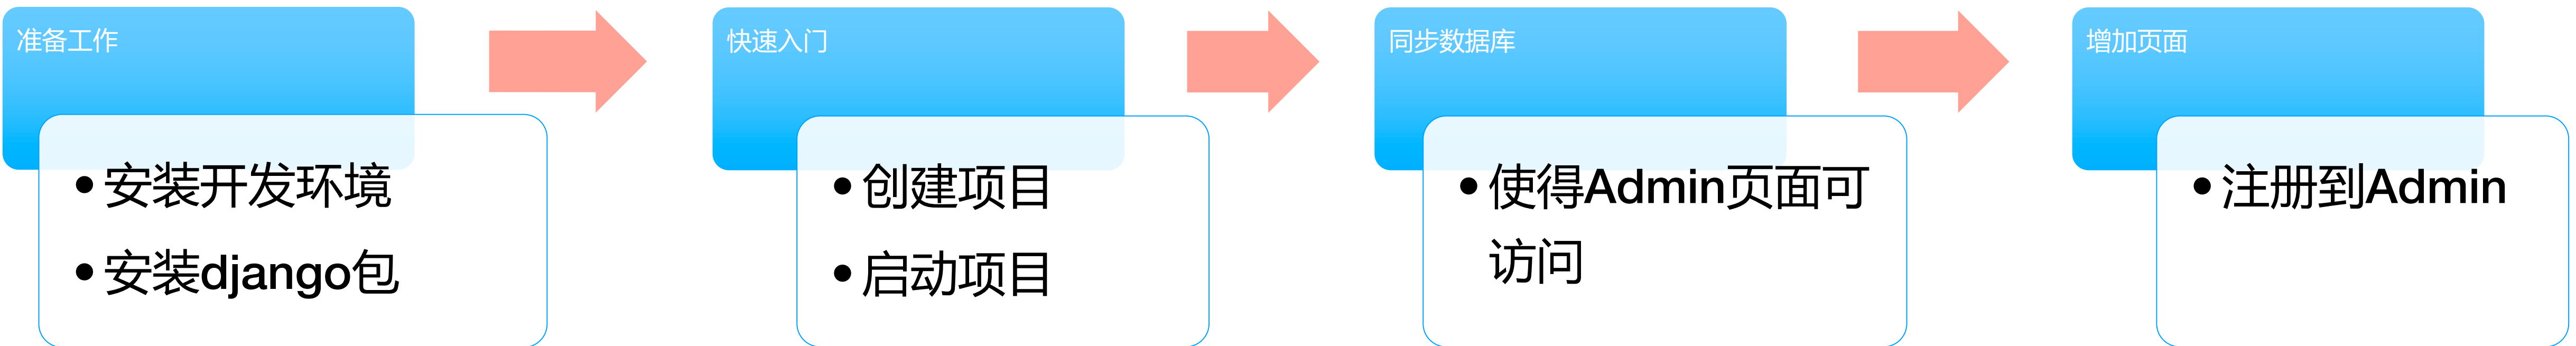 准备工作
• 安装开发环境
• 安装django包
快速入门
• 创建项目
• 启动项目
同步数据库
• 使得Admin页面可
访问
增加页面
• 注册到Admin